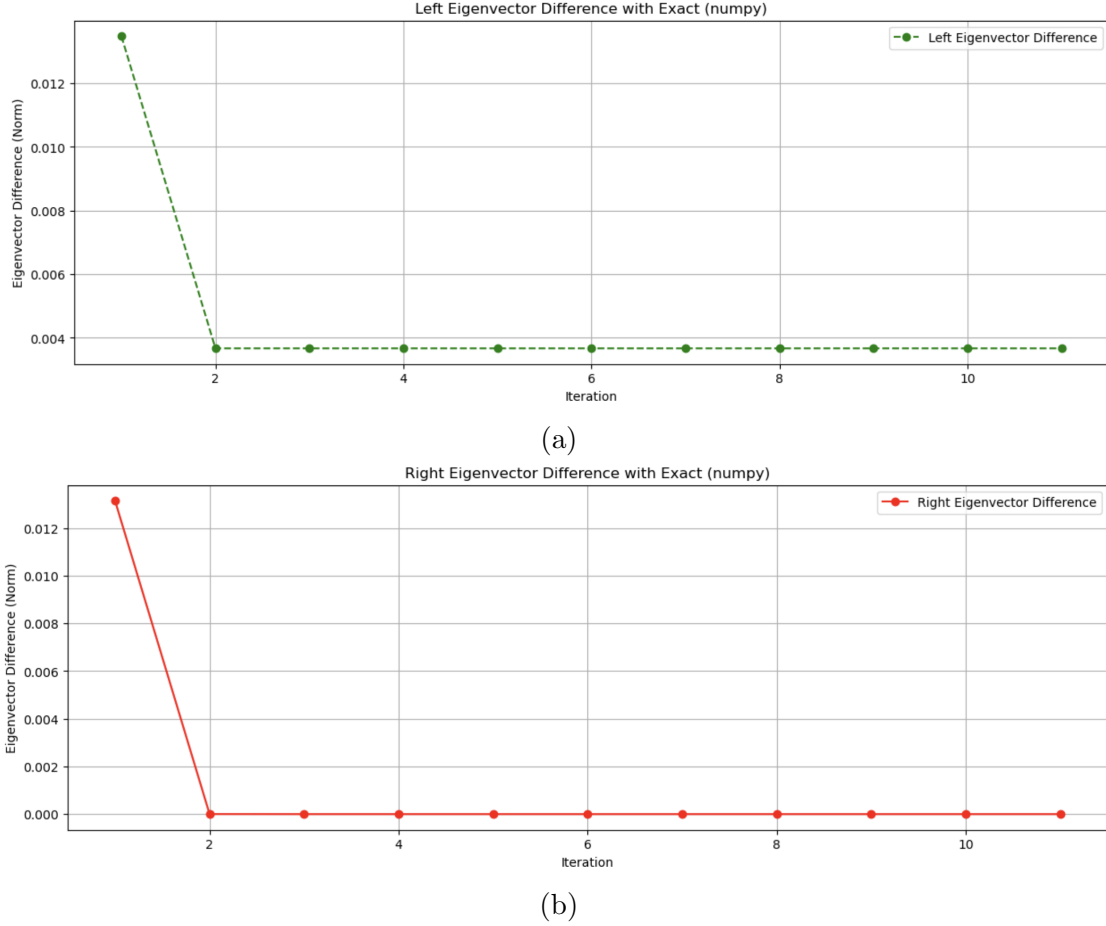 Left Eigenvector Difference with Exact (numpy)
Left Eigenvector Difference
Eigenvector Difference (Norm)
0.012
0.010
0.008
0.006
0.004
2
4
6
8
10
Iteration
(a)
Right Eigenvector Difference with Exact (numpy)
Right Eigenvector Difference
Eigenvector Difference (Norm)
0.012
0.010
0.008
0.006
0.004
0.002
0.000
2
4
6
8
10
Iteration
(b)